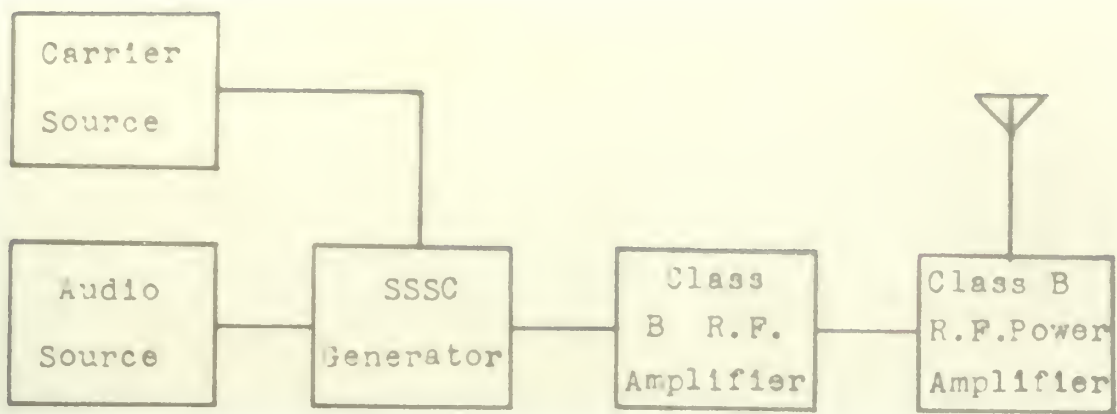 Carrier
Source
Audio
Source
SSSC
Generator
Class
B R.F.
Amplifier
Class B
R.F.Power
Amplifier